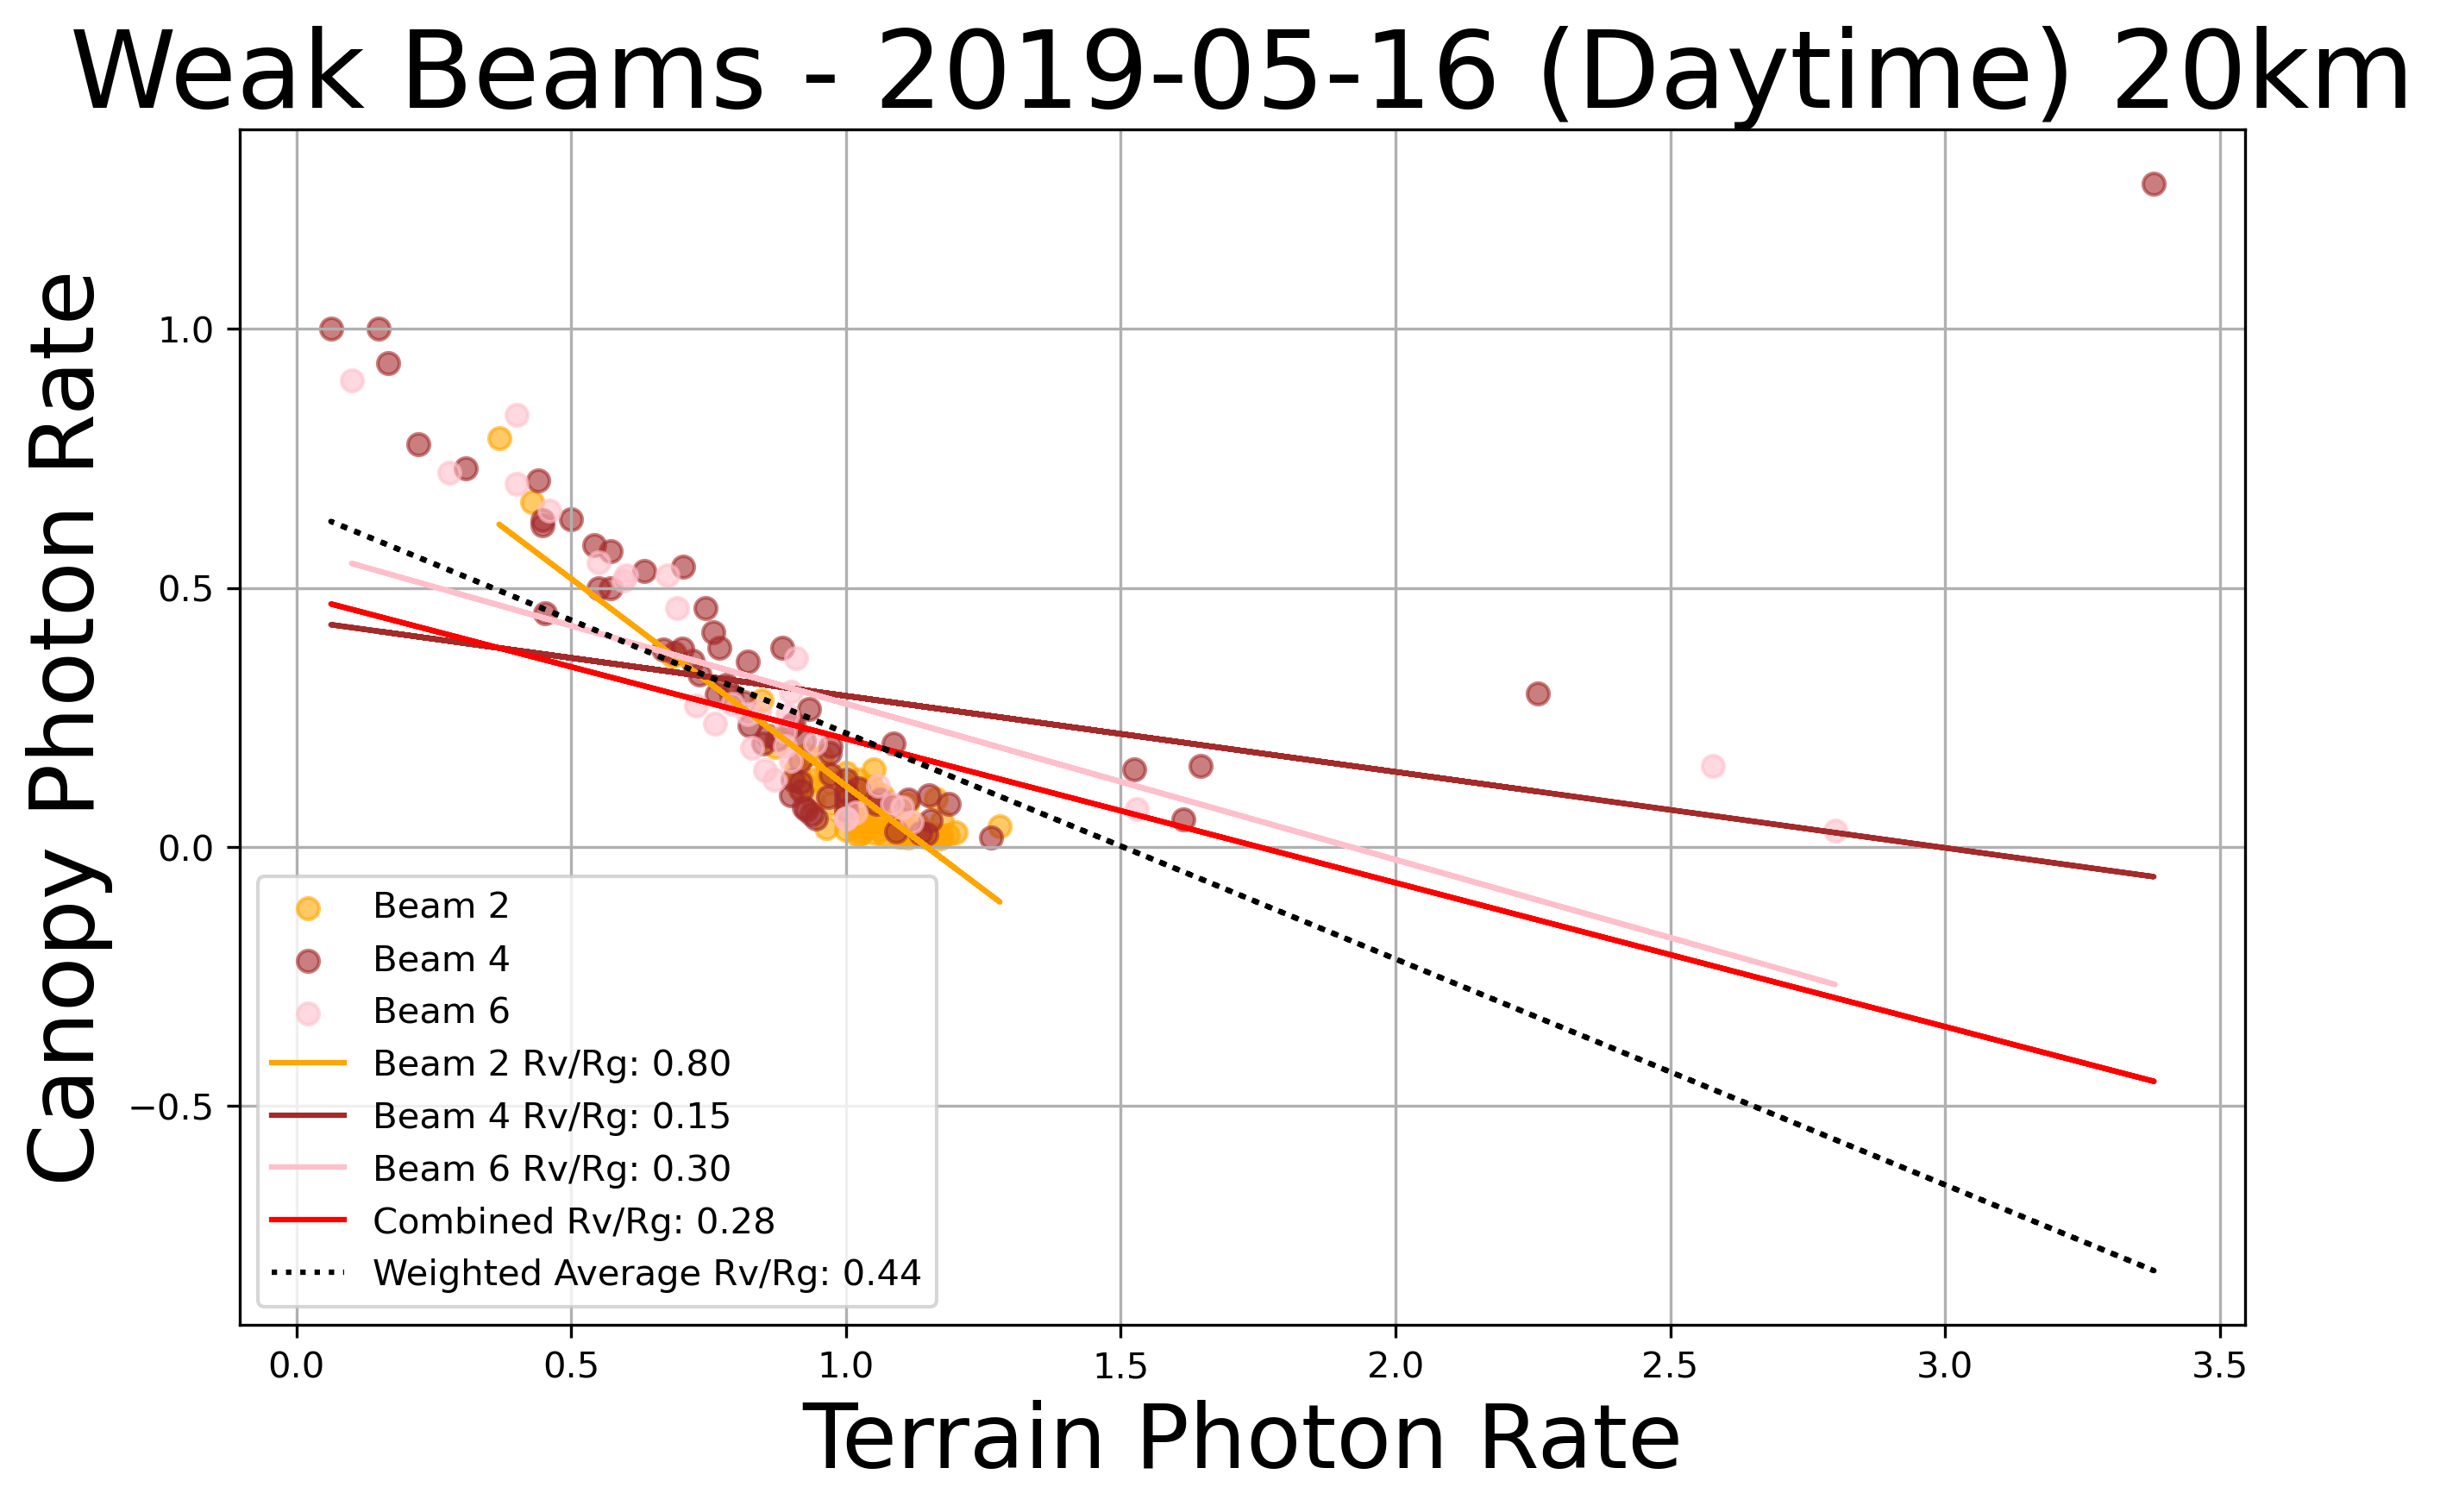 Weak Beams - 2019-05-16 (Daytime) 20km
Canopy Photon Rate
1.0
0.5
0.0
−0.5
Beam 2
Beam 4
Beam 6
Beam 2 Rv/Rg: 0.80
Beam 4 Rv/Rg: 0.15
Beam 6 Rv/Rg: 0.30
Combined Rv/Rg: 0.28
Weighted Average Rv/Rg: 0.44
0.0 0.5 1.0 1.5 2.0 2.5 3.0 3.5
Terrain Photon Rate